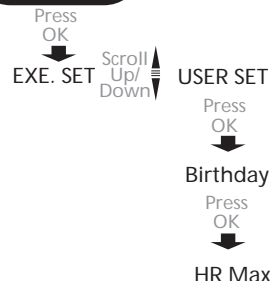 Press
OK
EXE. SET
Scroll
Up/
Down
USER SET
Press
OK
Birthday
Press
OK
HR Max